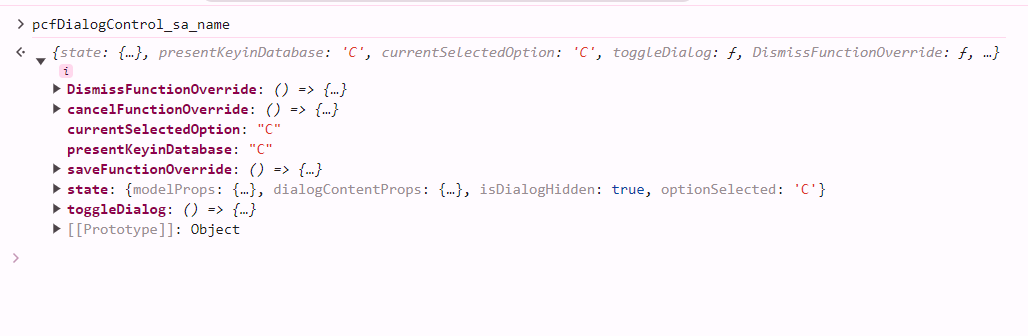 pcfDialogControl_sa_name
{state: {…}, presentKeyinDatabase: 'C', currentSelectedOption: 'C', toggleDialog: ƒ, DismissFunctionOverride: ƒ, …}
i
DismissFunctionOverride: () => {…}
cancelFunctionOverride: () => {…}
currentSelectedOption: "C"
presentKeyinDatabase: "C"
saveFunctionOverride: () => {…}
state: {modelProps: {…}, dialogContentProps: {…}, isDialogHidden: true, optionSelected: 'C'}
toggleDialog: () => {…}
[[Prototype]]: Object